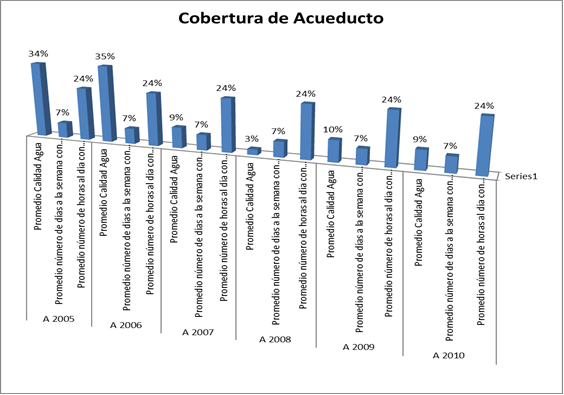 Cobertura de Acueducto
34%
7%
24%
35%
7%
24%
9%
7%
24%
3%
7%
24%
10%
7%
24%
9%
7%
24%
Series1
Promedio Calidad Agua
Promedio número de días a la semana con...
Promedio número de horas al día con...
Promedio Calidad Agua
Promedio número de días a la semana con...
Promedio número de horas al día con...
Promedio Calidad Agua
Promedio número de días a la semana con...
Promedio número de horas al día con...
Promedio Calidad Agua
Promedio número de días a la semana con...
Promedio número de horas al día con...
Promedio Calidad Agua
Promedio número de días a la semana con...
Promedio número de horas al día con...
Promedio Calidad Agua
Promedio número de días a la semana con...
Promedio número de horas al día con...
A 2005
A 2006
A 2007
A 2008
A 2009
A 2010